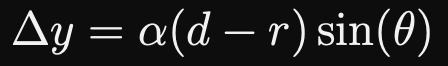 Δy = α(d − r) sin(θ)